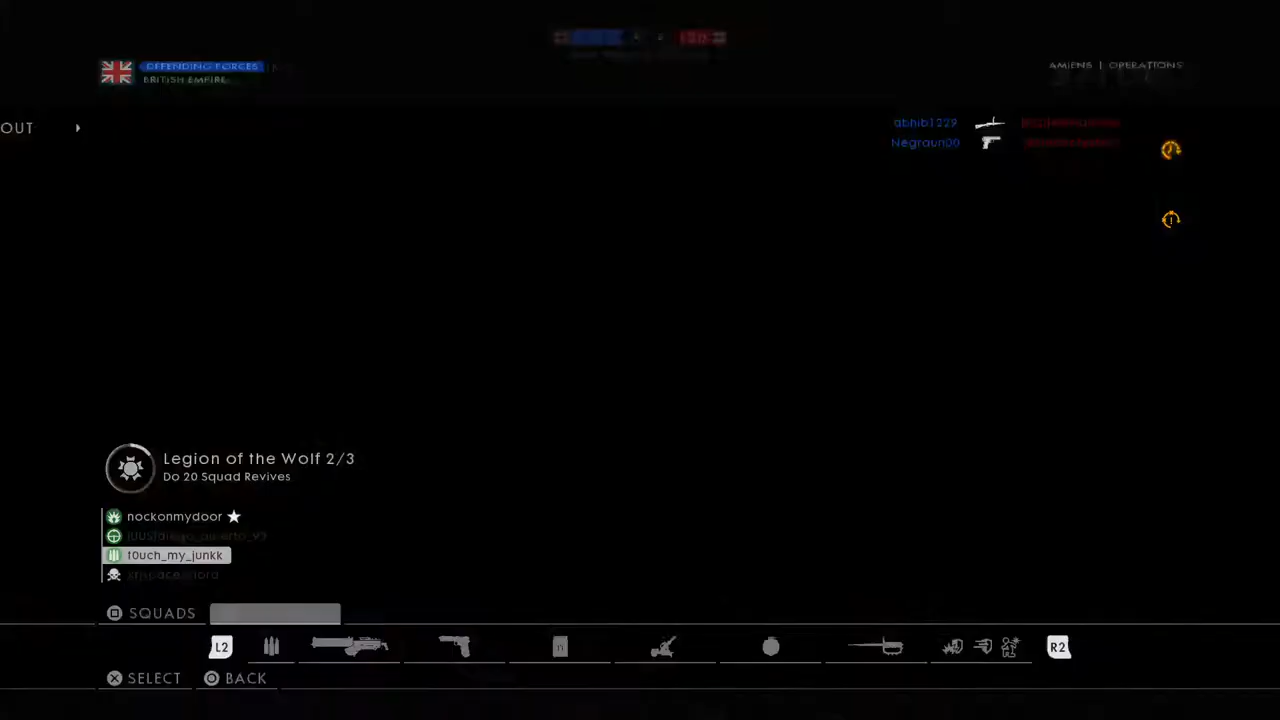 DEFENDING FORCES
BRITISH EMPIRE
AMIENS | OPERATIONS
OUT
abhib1229
Negraun00
Legion of the Wolf 2/3
Do 20 Squad Revives
nockonmydoor
t0uch_my_junkk
SQUADS
L2
R2
SELECT
BACK